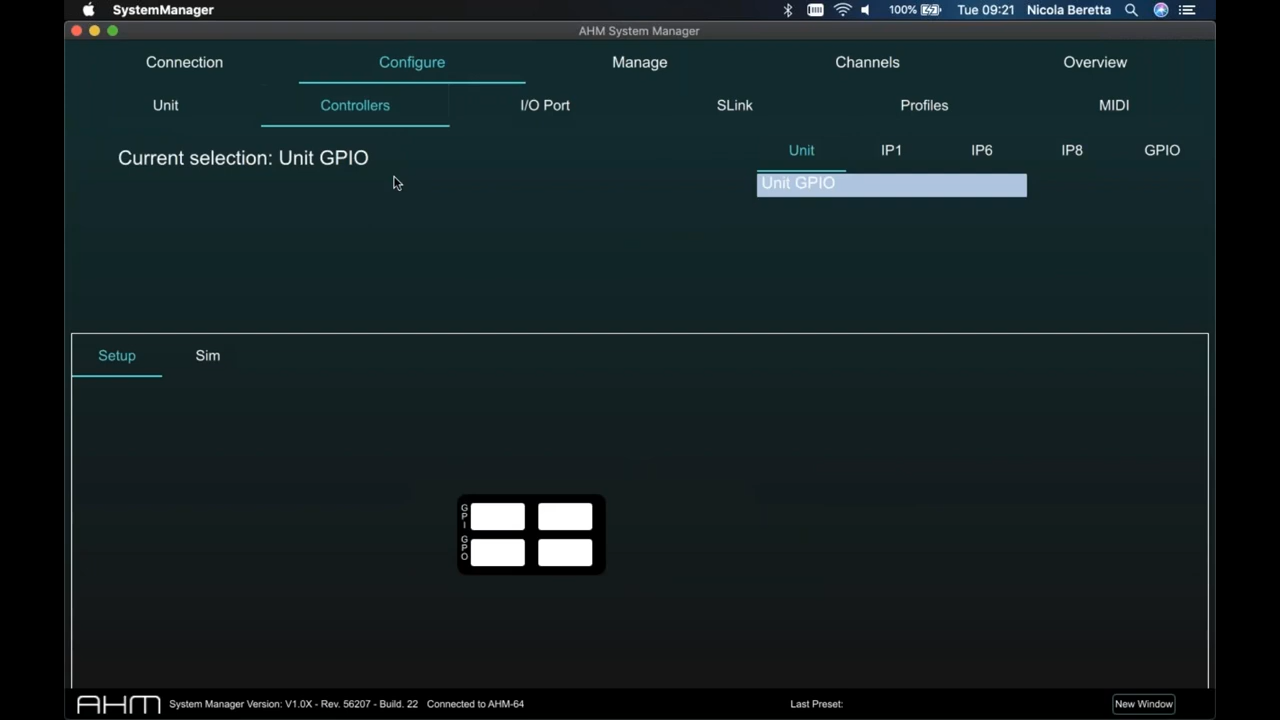 SystemManager 100% Tue 09:21 Nicola Beretta
AHM System Manager
Connection Configure Manage Channels Overview
Unit Controllers I/O Port SLink Profiles MIDI
Current selection: Unit GPIO
Unit IP1 IP6 IP8 GPIO
Unit GPIO
Setup Sim
GPI
GPO
AHM System Manager Version: V1.0X - Rev. 56207 - Build. 22 Connected to AHM-64 Last Preset: New Window